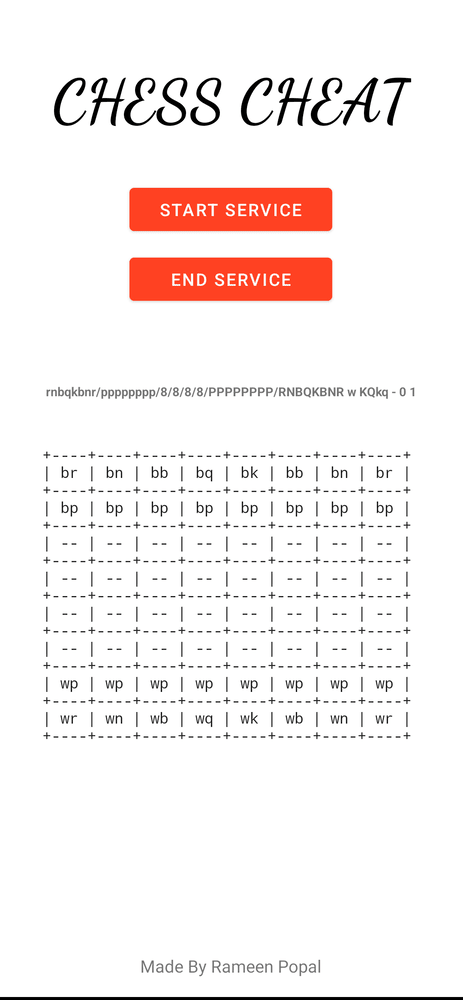 CHESS CHEAT
START SERVICE
END SERVICE
rnbqkbnr/pppppppp/8/8/8/8/PPPPPPPP/RNBQKBNR w KQkq - 0 1
+----+----+----+----+----+----+----+----+
| br | bn | bb | bq | bk | bb | bn | br |
+----+----+----+----+----+----+----+----+
| bp | bp | bp | bp | bp | bp | bp | bp |
+----+----+----+----+----+----+----+----+
| -- | -- | -- | -- | -- | -- | -- | -- |
+----+----+----+----+----+----+----+----+
| -- | -- | -- | -- | -- | -- | -- | -- |
+----+----+----+----+----+----+----+----+
| -- | -- | -- | -- | -- | -- | -- | -- |
+----+----+----+----+----+----+----+----+
| -- | -- | -- | -- | -- | -- | -- | -- |
+----+----+----+----+----+----+----+----+
| wp | wp | wp | wp | wp | wp | wp | wp |
+----+----+----+----+----+----+----+----+
| wr | wn | wb | wq | wk | wb | wn | wr |
+----+----+----+----+----+----+----+----+
Made By Rameen Popal